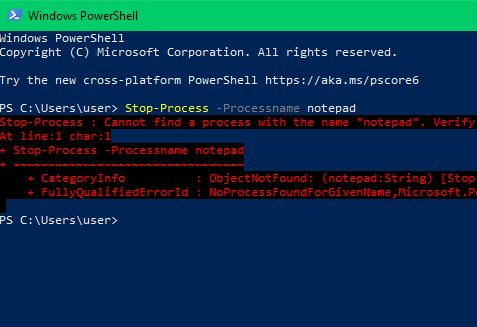 Windows PowerShell
Windows PowerShell
Copyright (C) Microsoft Corporation. All rights reserved.
Try the new cross-platform PowerShell https://aka.ms/pscore6
PS C:\Users\user> Stop-Process -Processname notepad
Stop-Process : Cannot find a process with the name "notepad". Verify
At line:1 char:1
+ Stop-Process -Processname notepad
+ ~~~~~~~~~~~~~~~~~~~~~~~~~~~~~~~~~
+ CategoryInfo : ObjectNotFound: (notepad:String) [Stop
+ FullyQualifiedErrorId : NoProcessFoundForGivenName,Microsoft.Po
PS C:\Users\user>